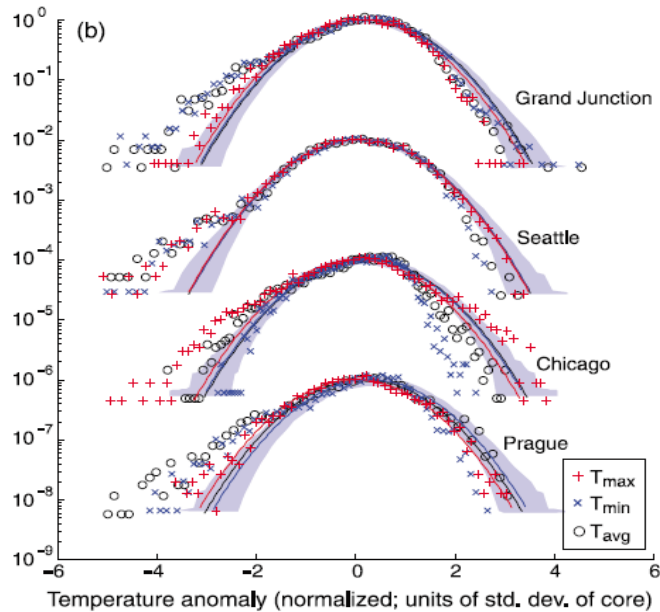 (b)
10^0
10^-1
10^-2
10^-3
10^-4
10^-5
10^-6
10^-7
10^-8
10^-9
Grand Junction
Seattle
Chicago
Prague
T_max
T_min
T_avg
-6 -4 -2 0 2 4 6
Temperature anomaly (normalized; units of std. dev. of core)